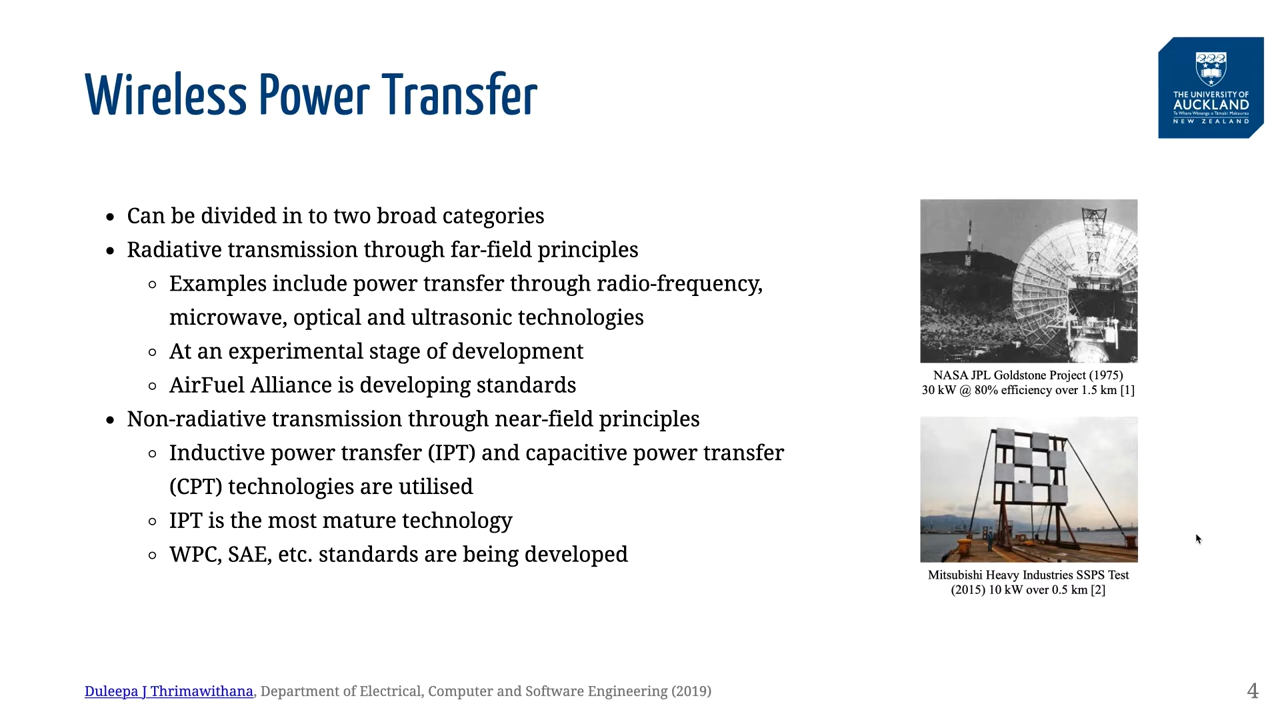 Wireless Power Transfer
THE UNIVERSITY OF
AUCKLAND
Te Whare Wānanga o Tāmaki Makaurau
NEW ZEALAND
• Can be divided in to two broad categories
• Radiative transmission through far-field principles
◦ Examples include power transfer through radio-frequency,
microwave, optical and ultrasonic technologies
◦ At an experimental stage of development
◦ AirFuel Alliance is developing standards
• Non-radiative transmission through near-field principles
◦ Inductive power transfer (IPT) and capacitive power transfer
(CPT) technologies are utilised
◦ IPT is the most mature technology
◦ WPC, SAE, etc. standards are being developed
NASA JPL Goldstone Project (1975)
30 kW @ 80% efficiency over 1.5 km [1]
Mitsubishi Heavy Industries SSPS Test
(2015) 10 kW over 0.5 km [2]
Duleepa J Thrimawithana, Department of Electrical, Computer and Software Engineering (2019)
4